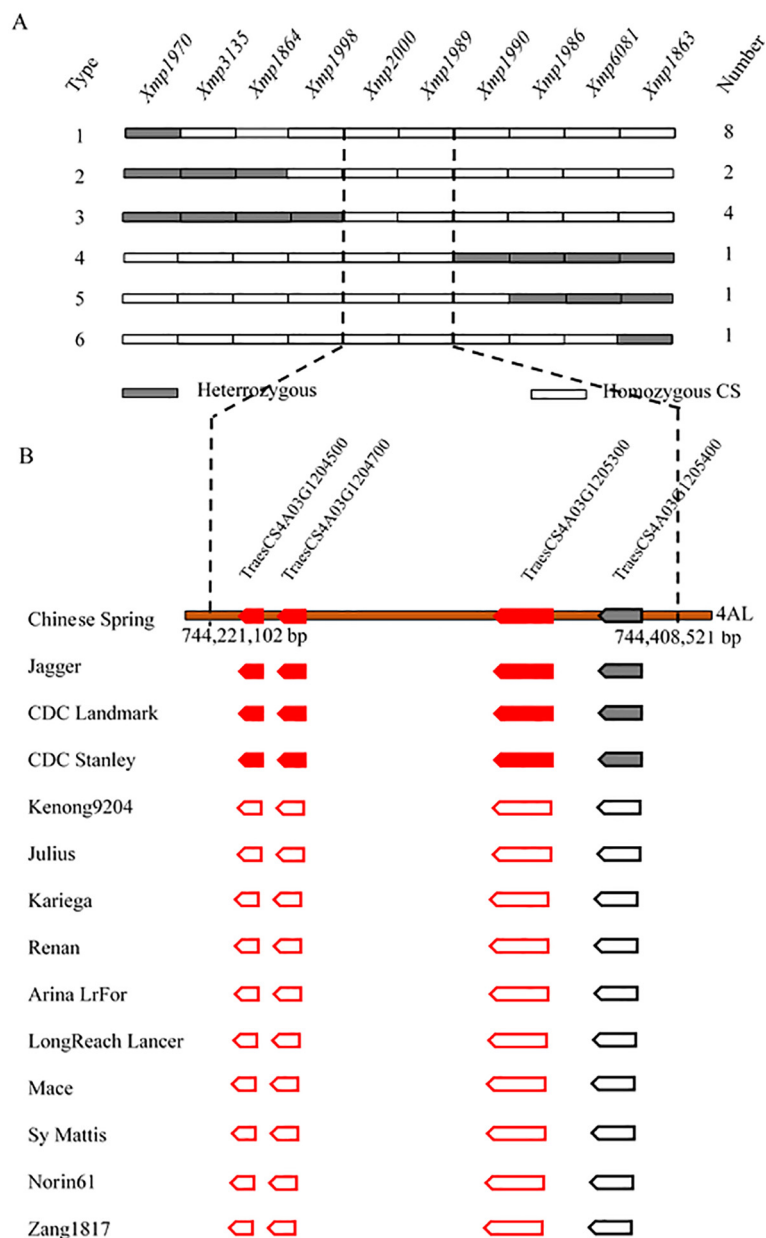 A
Type
Xmp1970
Xmp3135
Xmp1864
Xmp1998
Xmp2000
Xmp1989
Xmp1990
Xmp1986
Xmp6081
Xmp1863
Number
1 8
2 2
3 4
4 1
5 1
6 1
Heterrozygous
Homozygous CS
B
TraesCS4A03G1204500
TraesCS4A03G1204700
TraesCS4A03G1205300
TraesCS4A03G1205400
Chinese Spring
4AL
744,221,102 bp
744,408,521 bp
Jagger
CDC Landmark
CDC Stanley
Kenong9204
Julius
Kariega
Renan
Arina LrFor
LongReach Lancer
Mace
Sy Mattis
Norin61
Zang1817